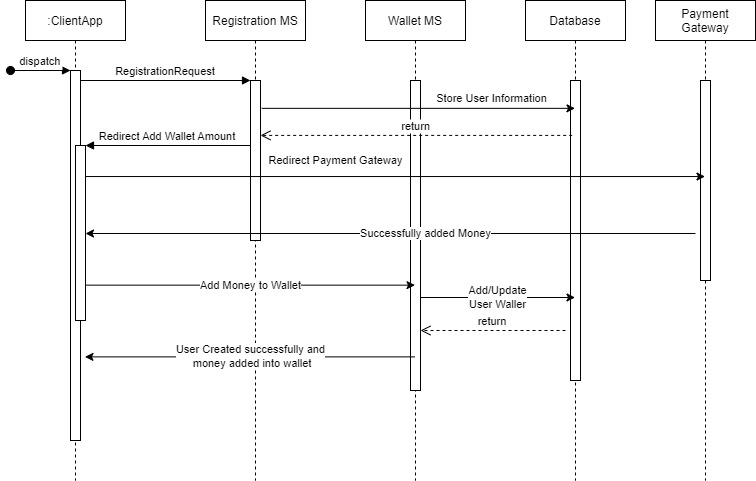 :ClientApp
Registration MS
Wallet MS
Database
Payment
Gateway
dispatch
RegistrationRequest
Store User Information
return
Redirect Add Wallet Amount
Redirect Payment Gateway
Successfully added Money
Add Money to Wallet
Add/Update
User Waller
return
User Created successfully and
money added into wallet